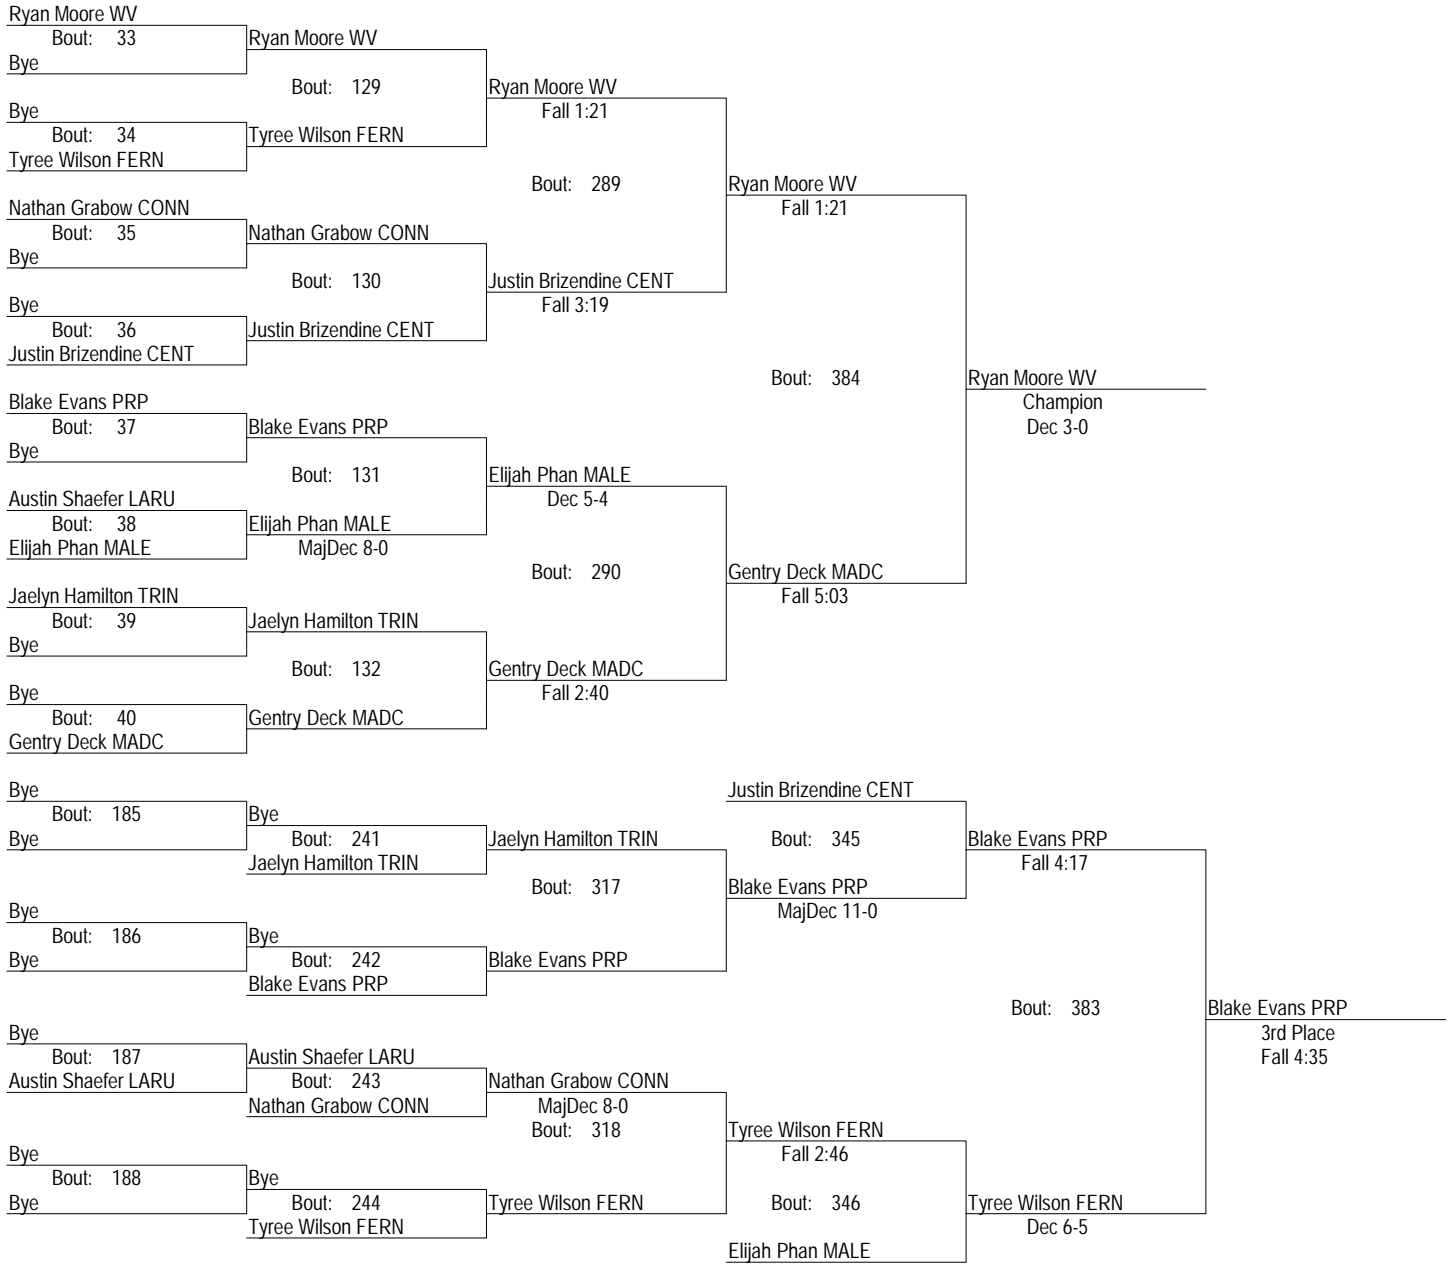 Ryan Moore WV
Bout: 33
Ryan Moore WV
Bye
Bout: 129
Ryan Moore WV
Fall 1:21
Bye
Bout: 34
Tyree Wilson FERN
Tyree Wilson FERN
Bout: 289
Ryan Moore WV
Fall 1:21
Nathan Grabow CONN
Bout: 35
Nathan Grabow CONN
Bye
Bout: 130
Justin Brizendine CENT
Fall 3:19
Bye
Bout: 36
Justin Brizendine CENT
Justin Brizendine CENT
Bout: 384
Ryan Moore WV
Champion
Dec 3-0
Blake Evans PRP
Bout: 37
Blake Evans PRP
Bye
Bout: 131
Elijah Phan MALE
Dec 5-4
Austin Shaefer LARU
Bout: 38
Elijah Phan MALE
Elijah Phan MALE
MajDec 8-0
Bout: 290
Gentry Deck MADC
Fall 5:03
Jaelyn Hamilton TRIN
Bout: 39
Jaelyn Hamilton TRIN
Bye
Bout: 132
Gentry Deck MADC
Fall 2:40
Bye
Bout: 40
Gentry Deck MADC
Gentry Deck MADC
Bye
Bout: 185
Bye
Bye
Bout: 241
Jaelyn Hamilton TRIN
Jaelyn Hamilton TRIN
Justin Brizendine CENT
Bout: 345
Blake Evans PRP
Fall 4:17
Bout: 317
Blake Evans PRP
MajDec 11-0
Bye
Bout: 186
Bye
Bye
Bout: 242
Blake Evans PRP
Blake Evans PRP
Bout: 383
Blake Evans PRP
3rd Place
Fall 4:35
Bye
Bout: 187
Austin Shaefer LARU
Austin Shaefer LARU
Bout: 243
Nathan Grabow CONN
Nathan Grabow CONN
MajDec 8-0
Bout: 318
Tyree Wilson FERN
Fall 2:46
Bye
Bout: 188
Bye
Bye
Bout: 244
Tyree Wilson FERN
Tyree Wilson FERN
Bout: 346
Tyree Wilson FERN
Dec 6-5
Elijah Phan MALE